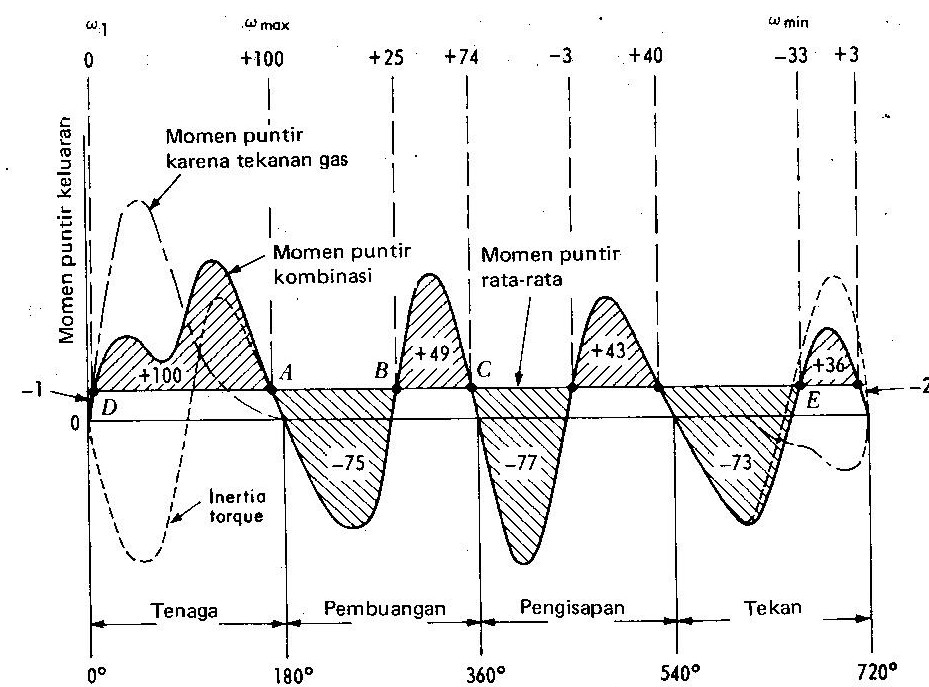 ω1
ω max
ω min
0
+100
+25
+74
-3
+40
-33
+3
Momen puntir keluaran
Momen puntir
karena tekanan gas
Momen puntir
kombinasi
Momen puntir
rata-rata
+100
+49
+43
+36
A
B
C
D
E
-1
-2
0
-75
-77
-73
Inertia
torque
Tenaga
Pembuangan
Pengisapan
Tekan
0°
180°
360°
540°
720°